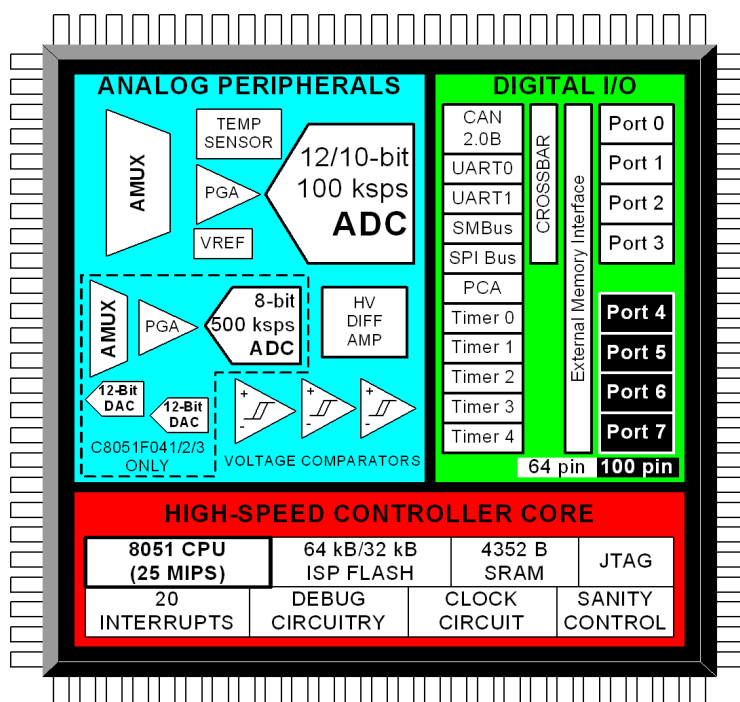 ANALOG PERIPHERALS
AMUX
TEMP
SENSOR
PGA
VREF
12/10-bit
100 ksps
ADC
AMUX
PGA
8-bit
500 ksps
ADC
HV
DIFF
AMP
12-Bit
DAC
12-Bit
DAC
+
-
+
-
+
-
C8051F041/2/3
ONLY
VOLTAGE COMPARATORS
DIGITAL I/O
CAN
2.0B
UART0
UART1
SMBus
SPI Bus
PCA
Timer 0
Timer 1
Timer 2
Timer 3
Timer 4
CROSSBAR
External Memory Interface
Port 0
Port 1
Port 2
Port 3
Port 4
Port 5
Port 6
Port 7
64 pin
100 pin
HIGH-SPEED CONTROLLER CORE
8051 CPU
(25 MIPS)
64 kB/32 kB
ISP FLASH
4352 B
SRAM
JTAG
20
INTERRUPTS
DEBUG
CIRCUITRY
CLOCK
CIRCUIT
SANITY
CONTROL